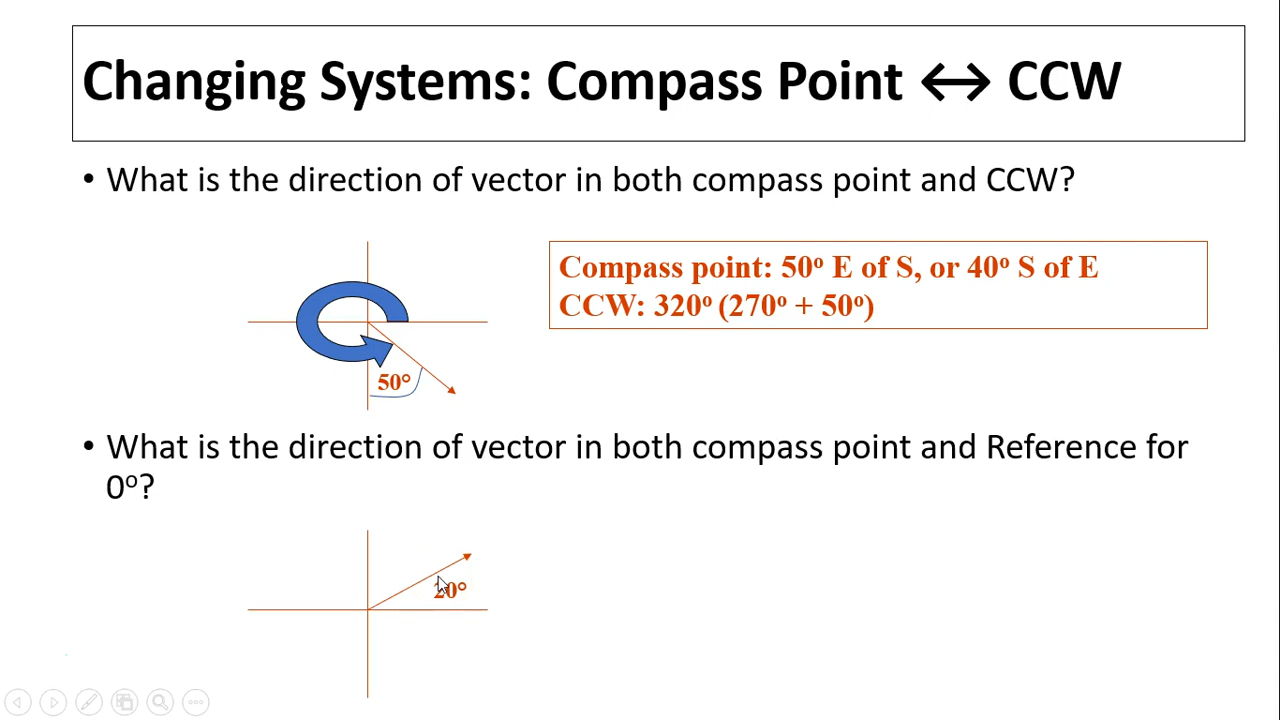 Changing Systems: Compass Point ↔ CCW
• What is the direction of vector in both compass point and CCW?
Compass point: 50° E of S, or 40° S of E
CCW: 320° (270° + 50°)
50°
• What is the direction of vector in both compass point and Reference for
0°?
20°